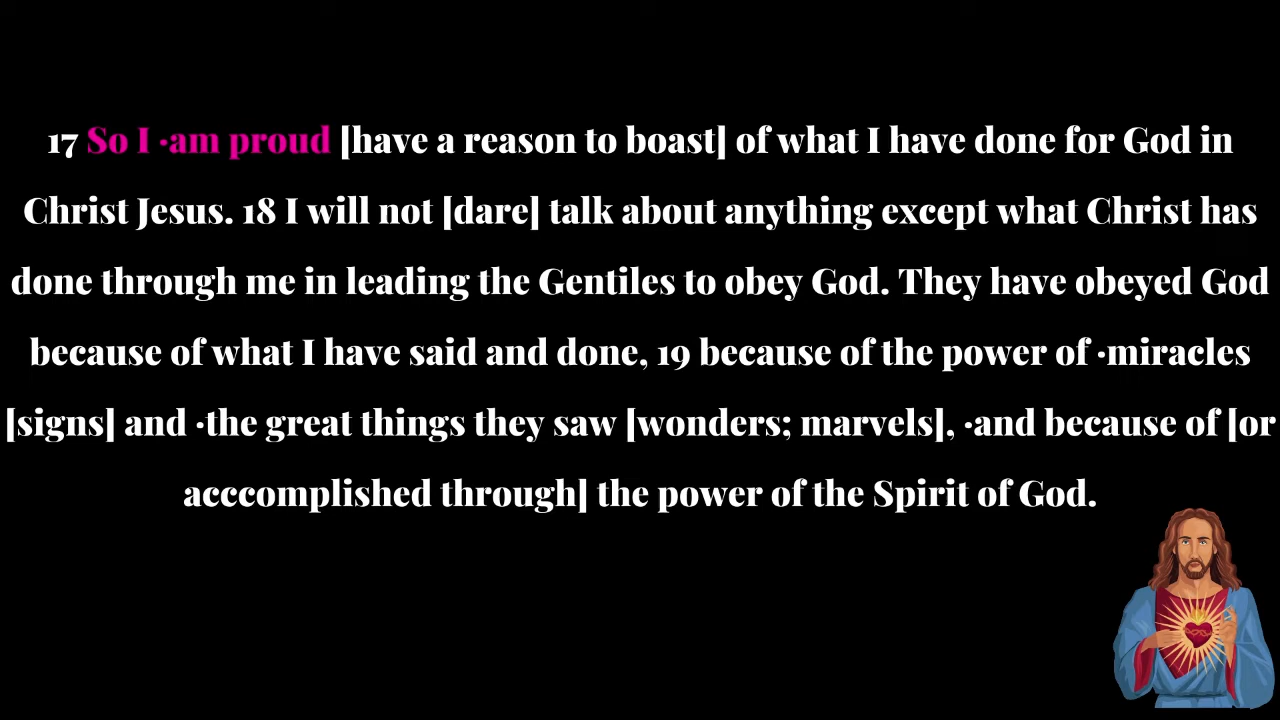 17 So I ·am proud [have a reason to boast] of what I have done for God in
Christ Jesus. 18 I will not [dare] talk about anything except what Christ has
done through me in leading the Gentiles to obey God. They have obeyed God
because of what I have said and done, 19 because of the power of ·miracles
[signs] and ·the great things they saw [wonders; marvels], ·and because of [or
acccomplished through] the power of the Spirit of God.